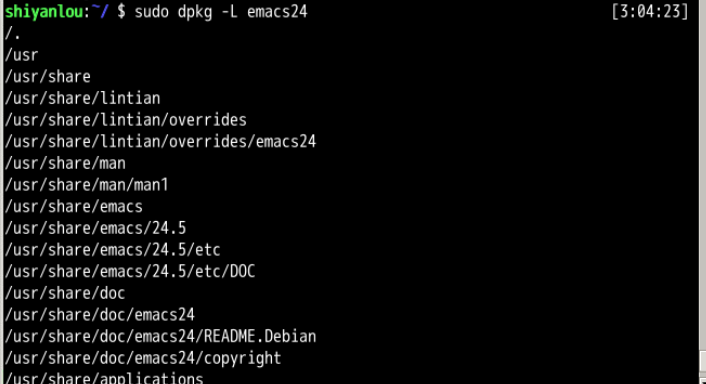 shiyanlou:~/ $ sudo dpkg -L emacs24 [3:04:23]
/.
/usr
/usr/share
/usr/share/lintian
/usr/share/lintian/overrides
/usr/share/lintian/overrides/emacs24
/usr/share/man
/usr/share/man/man1
/usr/share/emacs
/usr/share/emacs/24.5
/usr/share/emacs/24.5/etc
/usr/share/emacs/24.5/etc/DOC
/usr/share/doc
/usr/share/doc/emacs24
/usr/share/doc/emacs24/README.Debian
/usr/share/doc/emacs24/copyright
/usr/share/applications